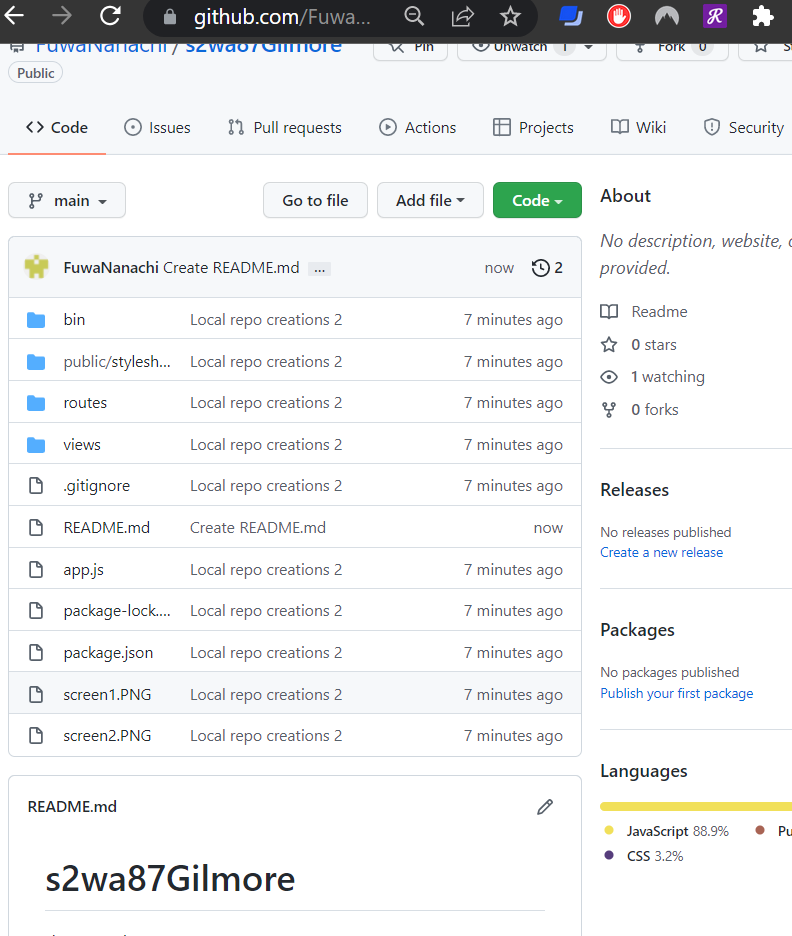 github.com/Fuwa...
FuwaNanachi / s2wa87Gilmore
Pin
Unwatch 1
Fork 0
Public
Code
Issues
Pull requests
Actions
Projects
Wiki
Security
main
Go to file
Add file
Code
FuwaNanachi Create README.md ... now 2
bin Local repo creations 2 7 minutes ago
public/stylesh... Local repo creations 2 7 minutes ago
routes Local repo creations 2 7 minutes ago
views Local repo creations 2 7 minutes ago
.gitignore Local repo creations 2 7 minutes ago
README.md Create README.md now
app.js Local repo creations 2 7 minutes ago
package-lock.... Local repo creations 2 7 minutes ago
package.json Local repo creations 2 7 minutes ago
screen1.PNG Local repo creations 2 7 minutes ago
screen2.PNG Local repo creations 2 7 minutes ago
README.md
s2wa87Gilmore
About
No description, website,
provided.
Readme
0 stars
1 watching
0 forks
Releases
No releases published
Create a new release
Packages
No packages published
Publish your first package
Languages
JavaScript 88.9% Pu
CSS 3.2%